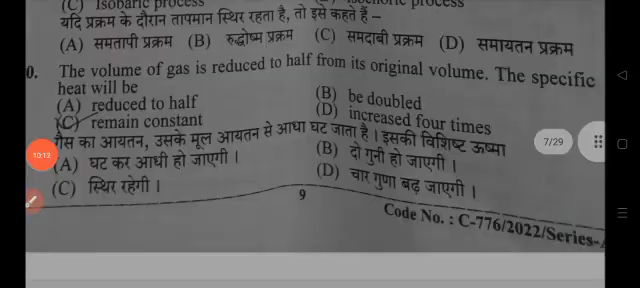 (C) Isobaric process process
यदि प्रक्रम के दौरान तापमान स्थिर रहता है, तो इसे कहते हैं –
(A) समतापी प्रक्रम (B) रुद्धोष्म प्रक्रम (C) समदाबी प्रक्रम (D) समायतन प्रक्रम
0. The volume of gas is reduced to half from its original volume. The specific
heat will be
(A) reduced to half (B) be doubled
(C) remain constant (D) increased four times
गैस का आयतन, उसके मूल आयतन से आधा घट जाता है। इसकी विशिष्ट ऊष्मा
(A) घट कर आधी हो जाएगी। (B) दो गुनी हो जाएगी।
(C) स्थिर रहेगी। (D) चार गुणा बढ़ जाएगी।
9
Code No. : C-776/2022/Series-
7/29
10:12